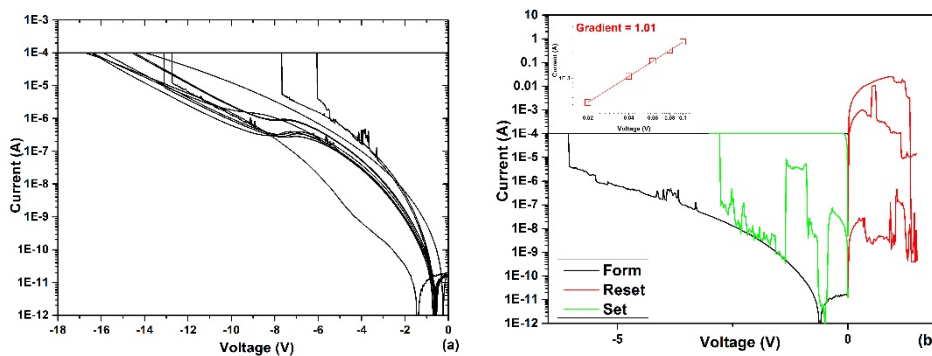 1E-3
1E-4
1E-5
1E-6
1E-7
1E-8
1E-9
1E-10
1E-11
1E-12
Current (A)
-18 -16 -14 -12 -10 -8 -6 -4 -2 0
Voltage (V) (a)
10
1
0.1
0.01
1E-3
1E-4
1E-5
1E-6
1E-7
1E-8
1E-9
1E-10
1E-11
1E-12
Current (A)
Gradient = 1.01
Current (A)
1E-3
0.02 0.04 0.06 0.08 0.1
Voltage (V)
Form
Reset
Set
-5 0
Voltage (V) (b)